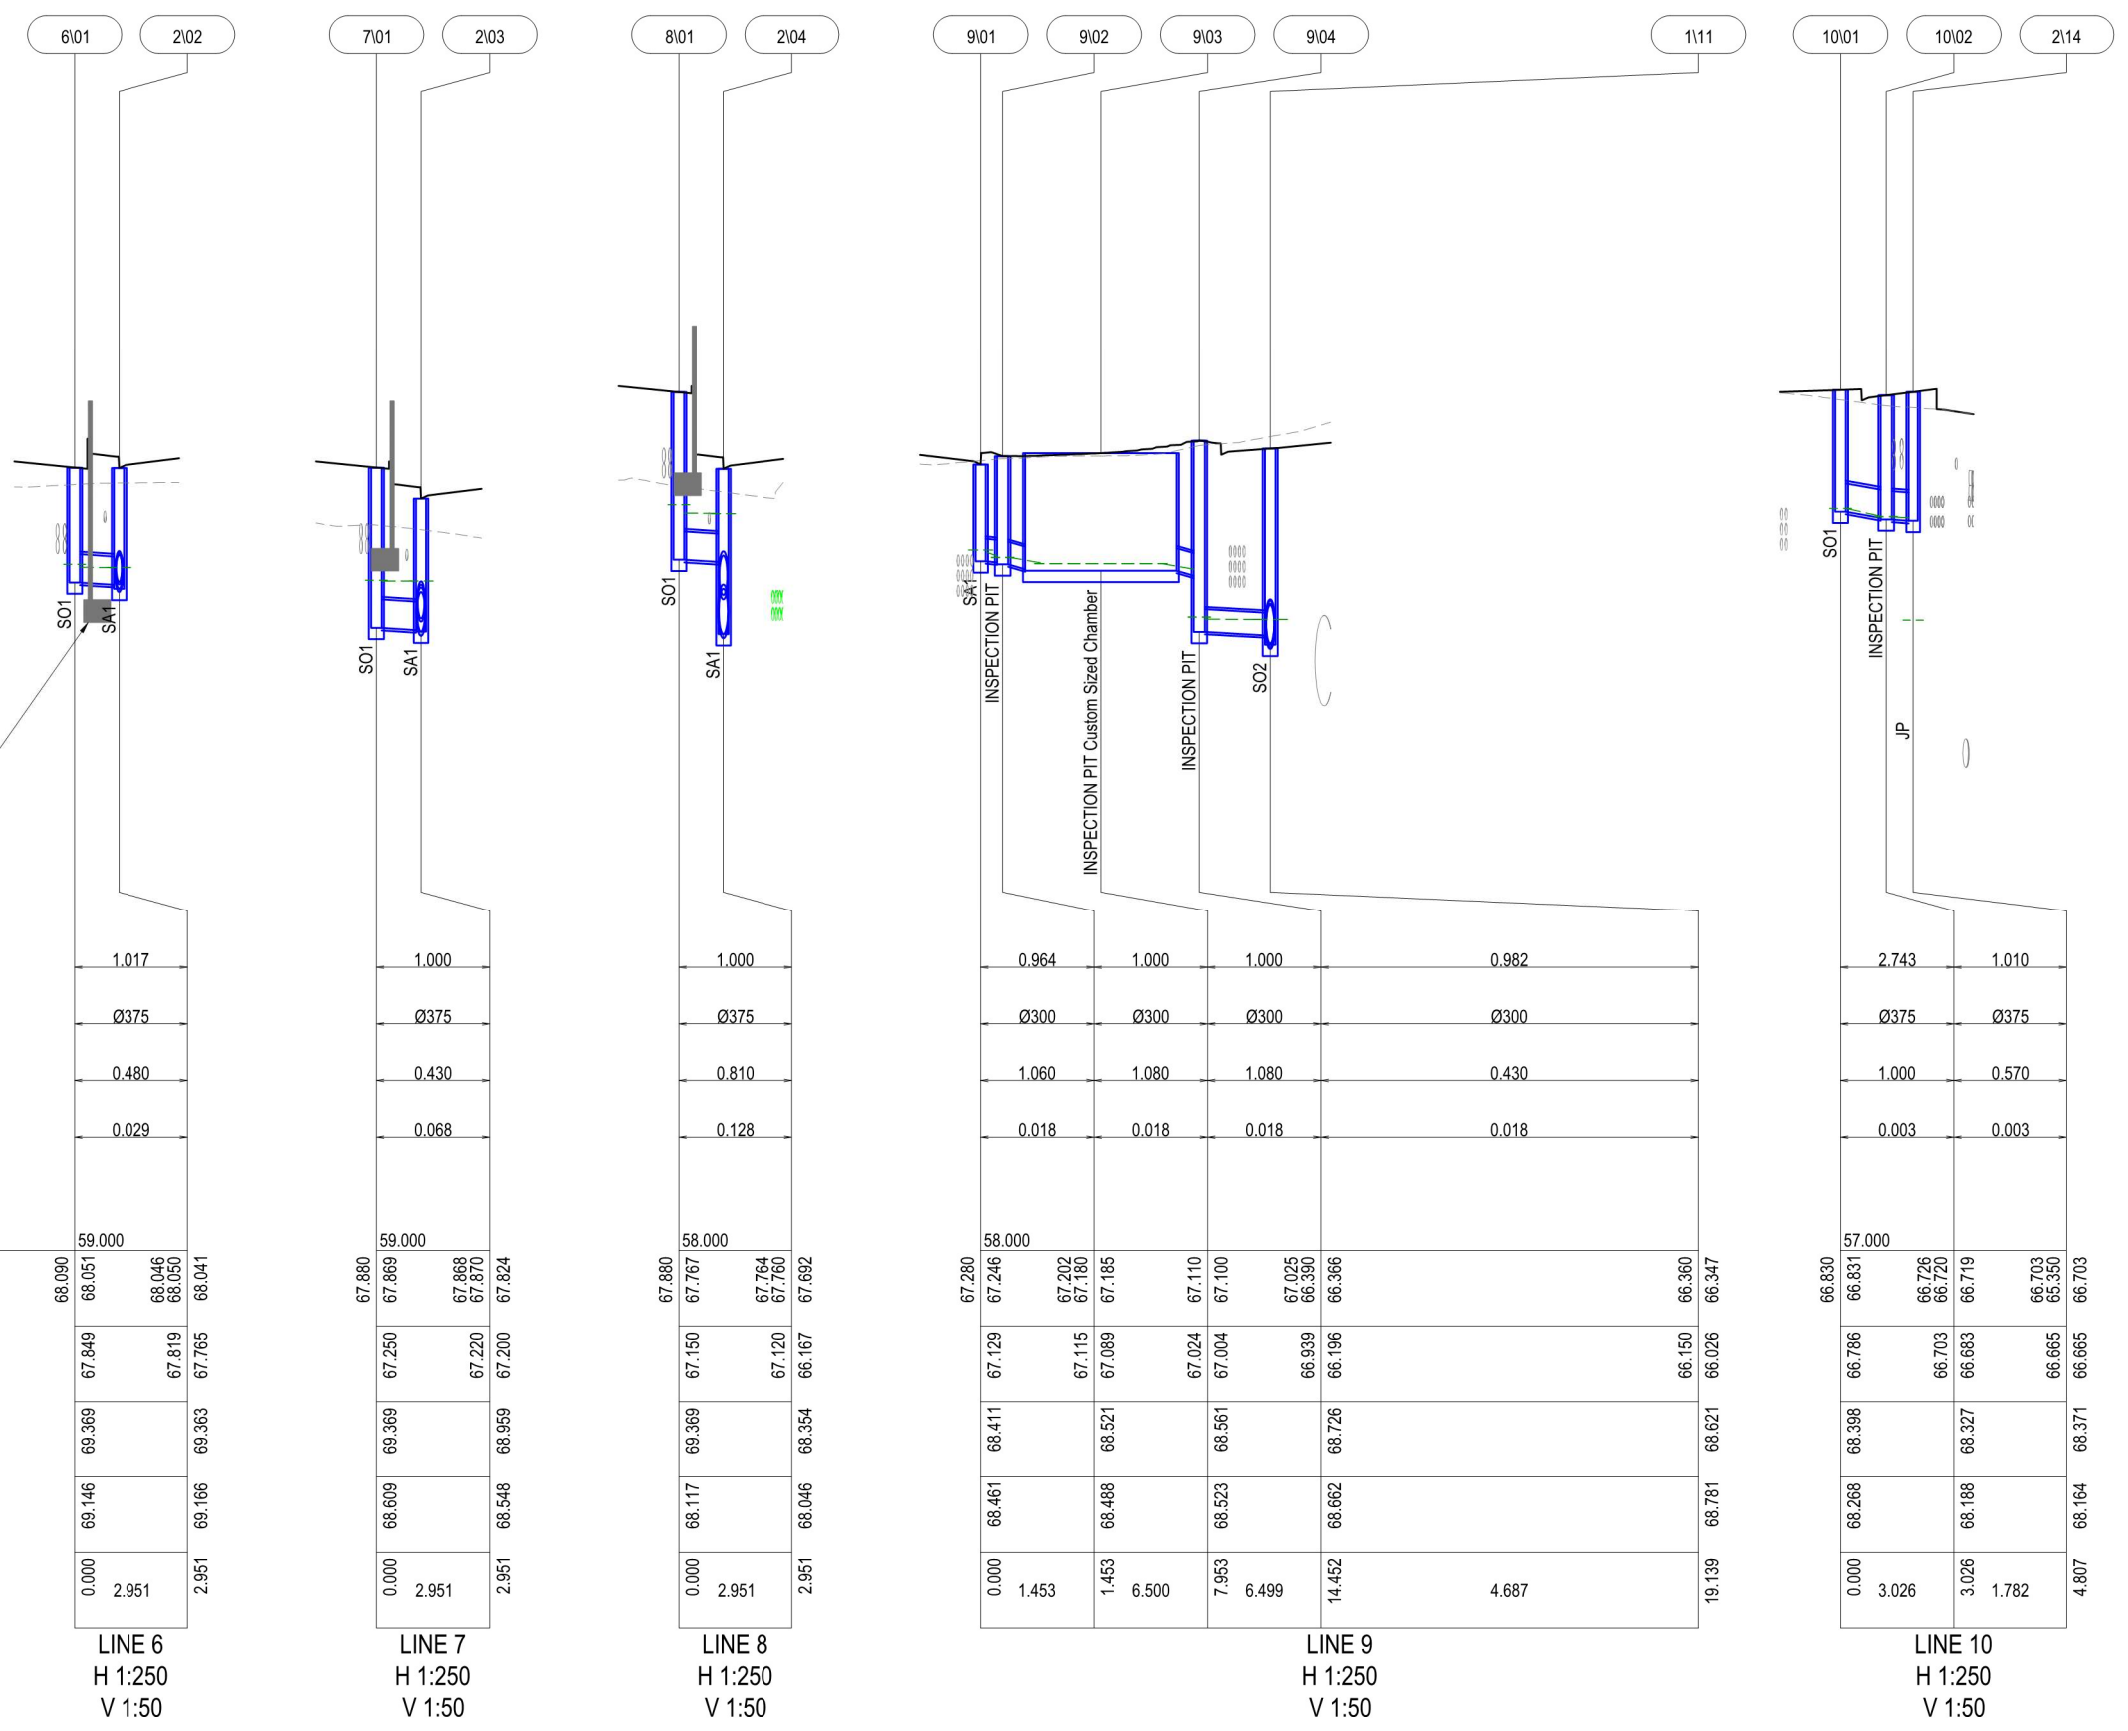 6\01 2\02 7\01 2\03 8\01 2\04 9\01 9\02 9\03 9\04 1\11 10\01 10\02 2\14
SO1
SA1
SO1
SA1
SO1
SA1
SA1
INSPECTION PIT
INSPECTION PIT Custom Sized Chamber
INSPECTION PIT
SO2
SO1
INSPECTION PIT
JP
1.017 1.000 1.000 0.964 1.000 1.000 0.982 2.743 1.010
Ø375 Ø375 Ø375 Ø300 Ø300 Ø300 Ø300 Ø375 Ø375
0.480 0.430 0.810 1.060 1.080 1.080 0.430 1.000 0.570
0.029 0.068 0.128 0.018 0.018 0.018 0.018 0.003 0.003
59.000 59.000 58.000 58.000 57.000
68.090 68.051 68.046 68.050 68.041 67.880 67.869 67.868 67.870 67.824 67.880 67.767 67.764 67.760 67.692 67.280 67.246 67.202 67.180 67.185 67.110 67.100 67.025 66.390 66.366 66.360 66.347 66.830 66.831 66.726 66.720 66.719 66.703 65.350 66.703
67.849 67.819 67.765 67.250 67.220 67.200 67.150 67.120 66.167 67.129 67.115 67.089 67.024 67.004 66.939 66.196 66.150 66.026 66.786 66.703 66.683 66.665 66.665
69.369 69.363 69.369 68.959 69.369 68.354 68.411 68.521 68.561 68.726 68.621 68.398 68.327 68.371
69.146 69.166 68.609 68.548 68.117 68.046 68.461 68.488 68.523 68.662 68.781 68.268 68.188 68.164
0.000 2.951 2.951 0.000 2.951 2.951 0.000 2.951 2.951 0.000 1.453 1.453 6.500 7.953 6.499 14.452 4.687 19.139 0.000 3.026 3.026 1.782 4.807
LINE 6 LINE 7 LINE 8 LINE 9 LINE 10
H 1:250 H 1:250 H 1:250 H 1:250 H 1:250
V 1:50 V 1:50 V 1:50 V 1:50 V 1:50